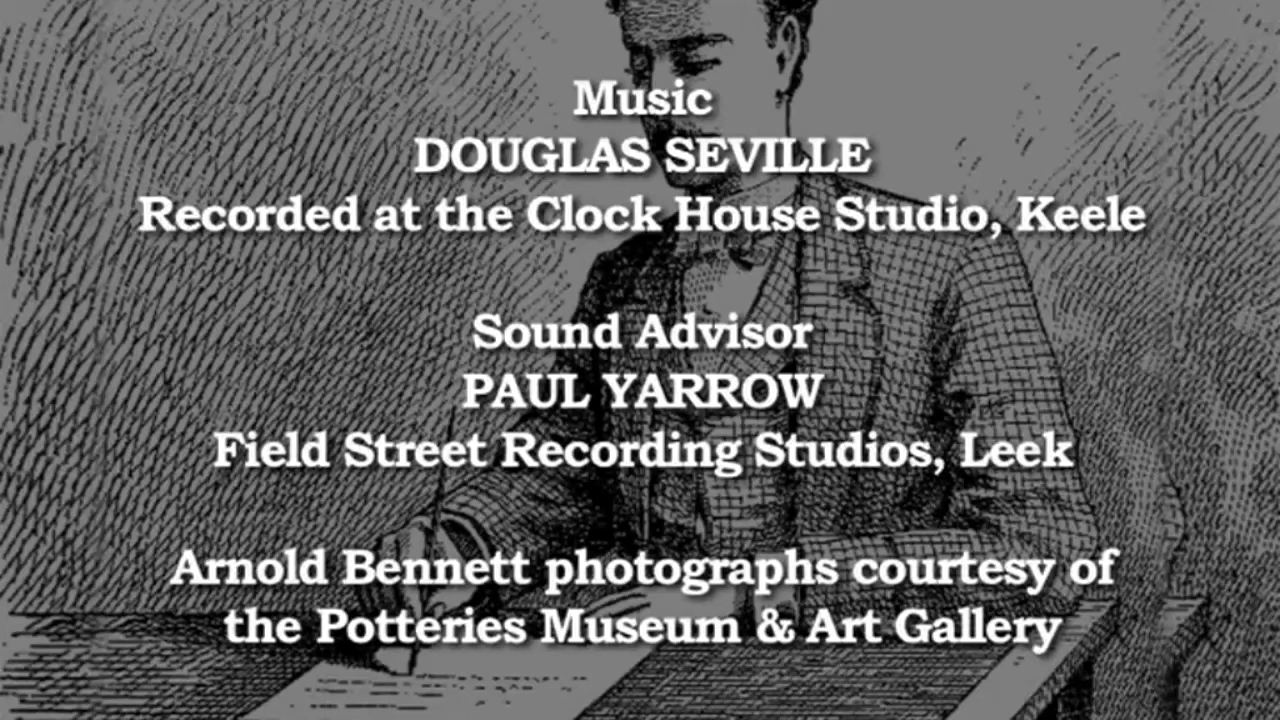 Music
DOUGLAS SEVILLE
Recorded at the Clock House Studio, Keele
Sound Advisor
PAUL YARROW
Field Street Recording Studios, Leek
Arnold Bennett photographs courtesy of
the Potteries Museum & Art Gallery